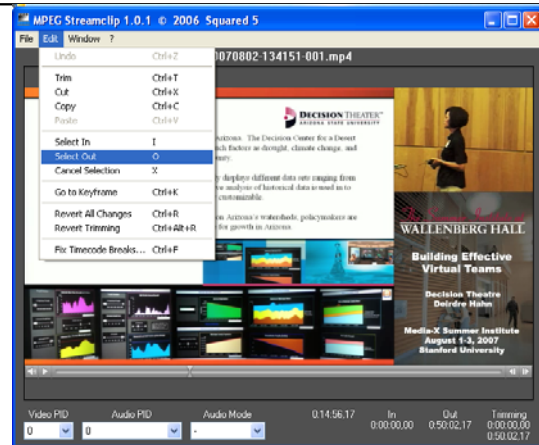 MPEG Streamclip 1.0.1 © 2006 Squared 5
File Edit Window ?
0070802-134151-001.mp4
Undo Ctrl+Z
Trim Ctrl+T
Cut Ctrl+X
Copy Ctrl+C
Paste Ctrl+V
Select In I
Select Out O
Cancel Selection X
Go to Keyframe Ctrl+K
Revert All Changes Ctrl+R
Revert Trimming Ctrl+Alt+R
Fix Timecode Breaks... Ctrl+F
DECISION THEATER
ARIZONA STATE UNIVERSITY
Arizona. The Decision Center for a Desert
such factors as drought, climate change, and
displays different data sets ranging from
analysis of historical data is used in to
customizable.
on Arizona's watersheds, policymakers are
for growth in Arizona.
WALLENBERG HALL
Building Effective
Virtual Teams
Decision Theatre
Deirdre Hahn
Media-X Summer Institute
August 1-3, 2007
Stanford University
Video PID Audio PID Audio Mode 0:14:56,17 In Out Trimming
0 0 - 0:00:00,00 0:50:02,17 0:00:00,00
0:50:02,17